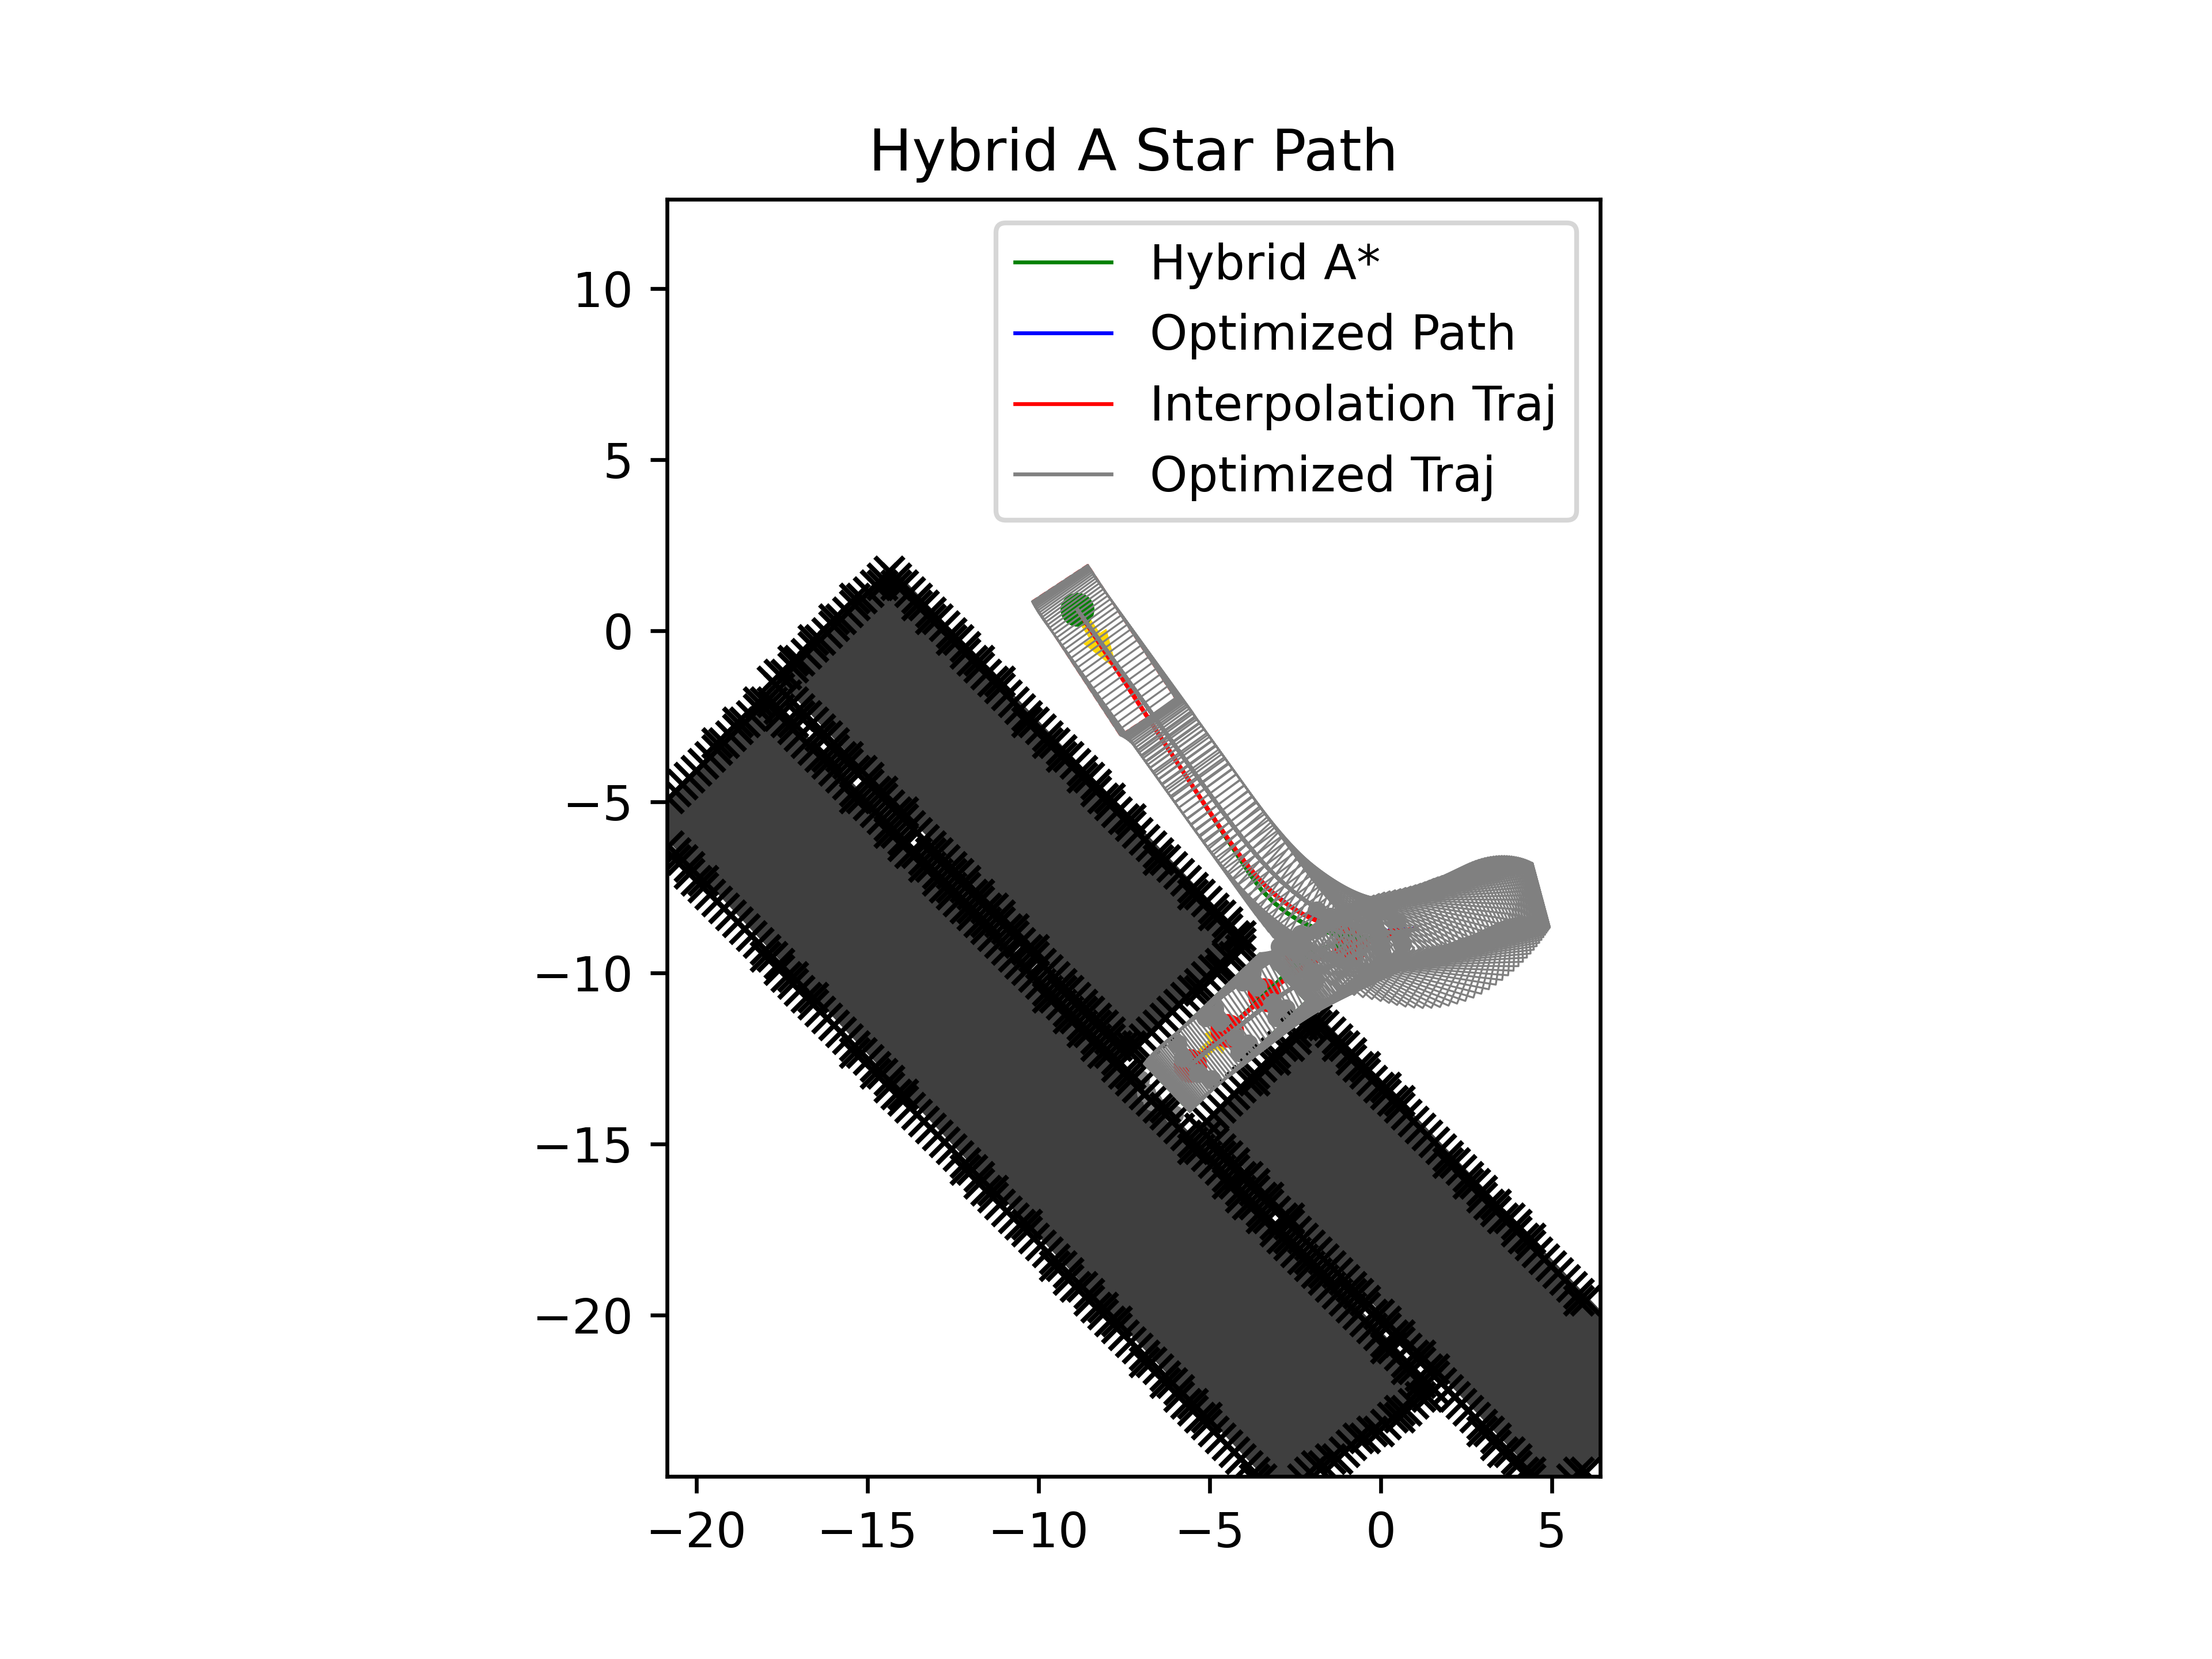 Hybrid A Star Path
Hybrid A*
Optimized Path
Interpolation Traj
Optimized Traj
10
5
0
−5
−10
−15
−20
−20 −15 −10 −5 0 5